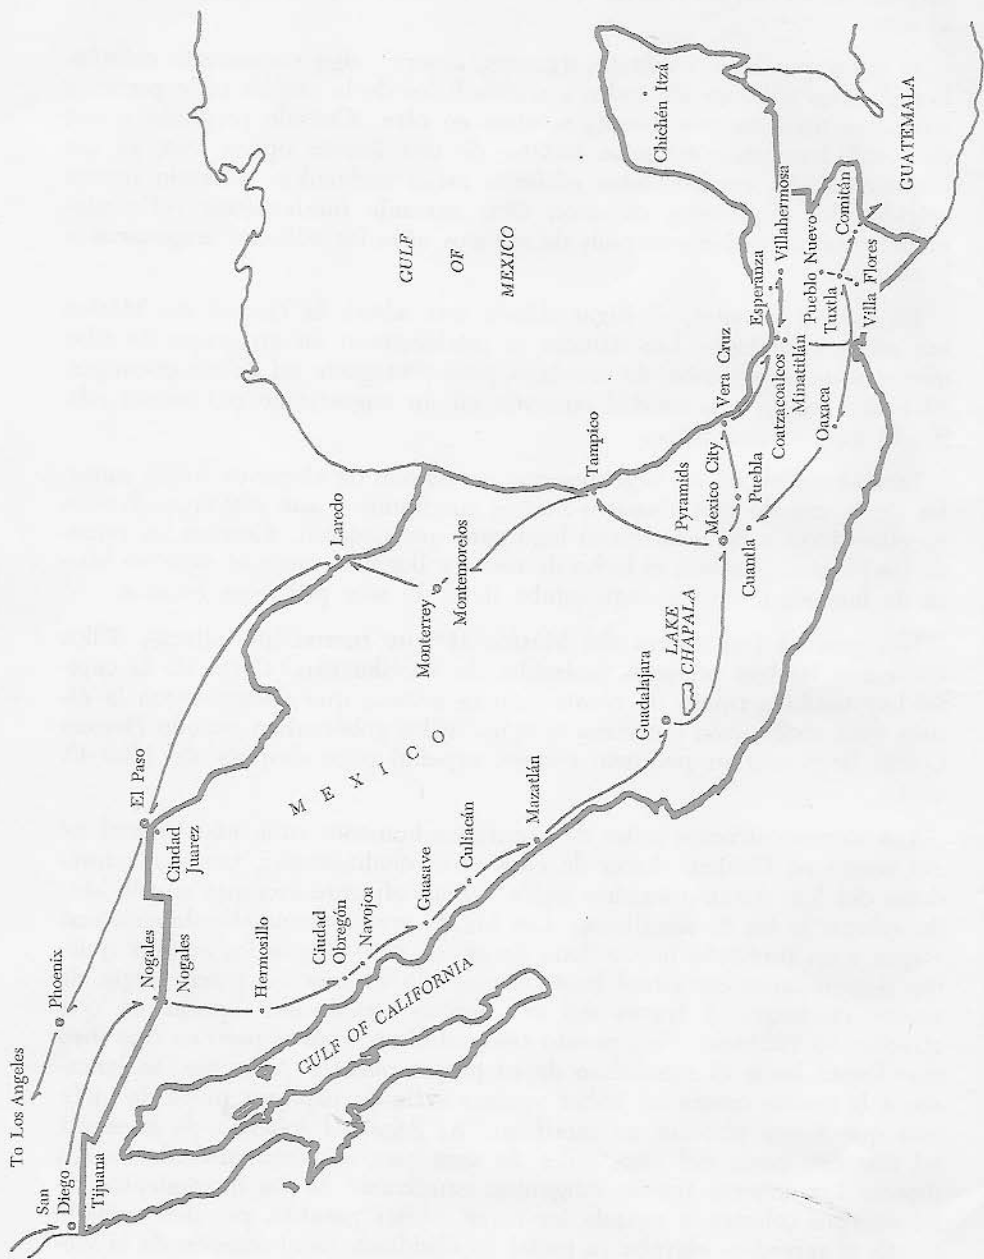 To Los Angeles
Phoenix
San
Diego
Tijuana
Nogales
Nogales
El Paso
Ciudad
Juarez
Hermosillo
Ciudad
Obregón
Navojoa
GULF OF CALIFORNIA
Guasave
Culiacán
Mazatlán
MEXICO
Laredo
Monterrey
Montemorelos
Tampico
Guadalajara
LAKE
CHAPALA
Pyramids
Mexico City
Cuantla
Puebla
Vera Cruz
GULF
OF
MEXICO
Coatzacoalcos
Minatitlán
Oaxaca
Esperanza
Villahermosa
Pueblo Nuevo
Tuxtla
Villa Flores
Comitán
Chichén Itzá
GUATEMALA